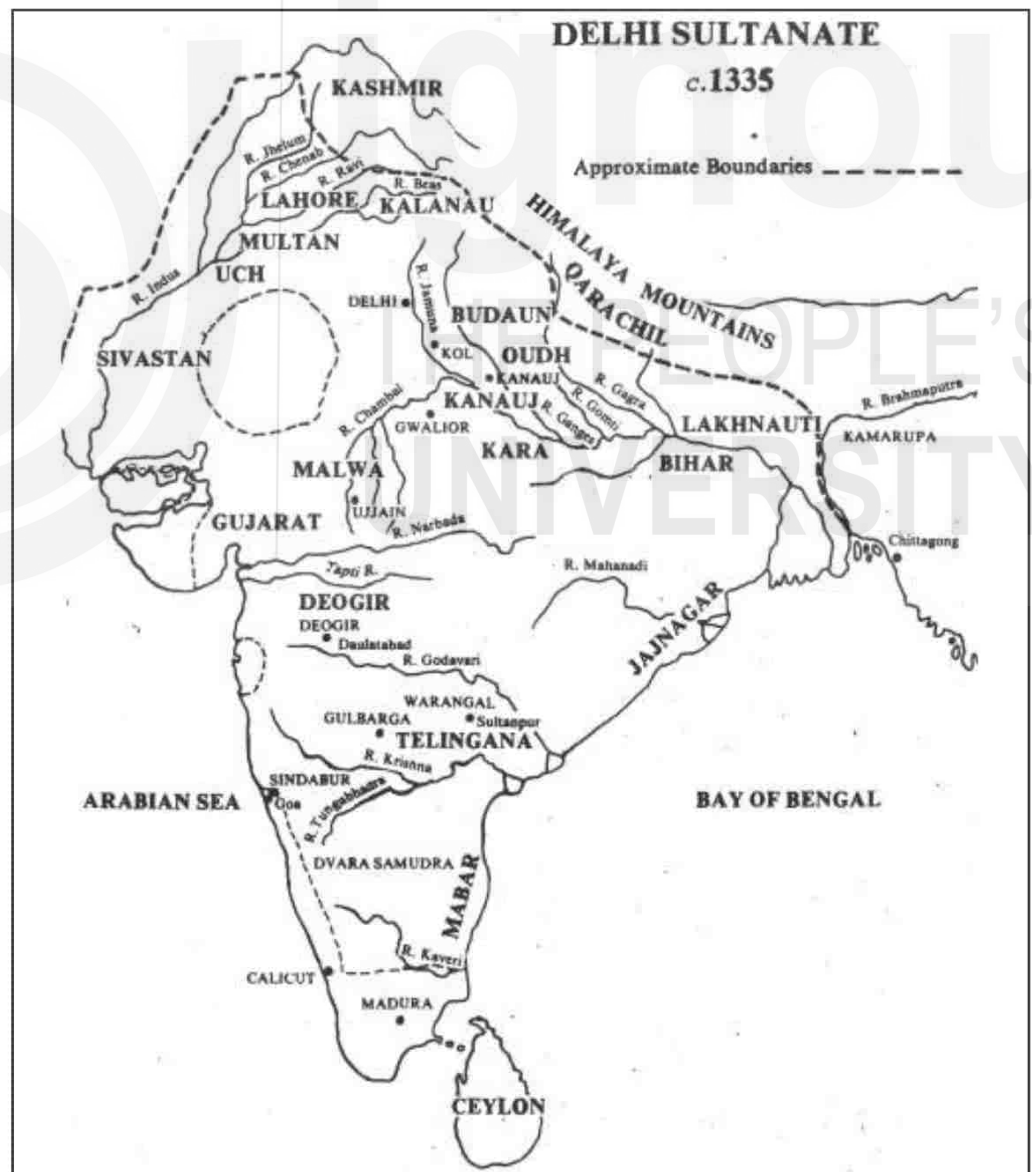 DELHI SULTANATE
c.1335
Approximate Boundaries
KASHMIR
R. Jhelum
R. Chenab
R. Ravi
R. Beas
LAHORE
KALANAU
MULTAN
UCH
R. Indua
HIMALAYA MOUNTAINS
QARACHIL
DELHI
R. Jamuna
BUDAUN
SIVASTAN
KOL
OUDH
KANAUJ
R. Gagra
R. Chambal
KANAUJ
R. Gomti
R. Ganges
GWALIOR
LAKHNAUTI
R. Brahmaputra
KAMARUPA
KARA
MALWA
BIHAR
UJJAIN
GUJARAT
R. Narbada
Chittagong
Tapti R.
R. Mahanadi
DEOGIR
DEOGIR
Daulatabad
JAJNAGAR
R. Godavari
WARANGAL
GULBARGA
Sultanpur
TELINGANA
R. Krisnna
SINDABUR
Goa
R. Tungabhadra
ARABIAN SEA
BAY OF BENGAL
DVARA SAMUDRA
MABAR
R. Kaveri
CALICUT
MADURA
CEYLON
ignou
THE PEOPLE'S
UNIVERSITY